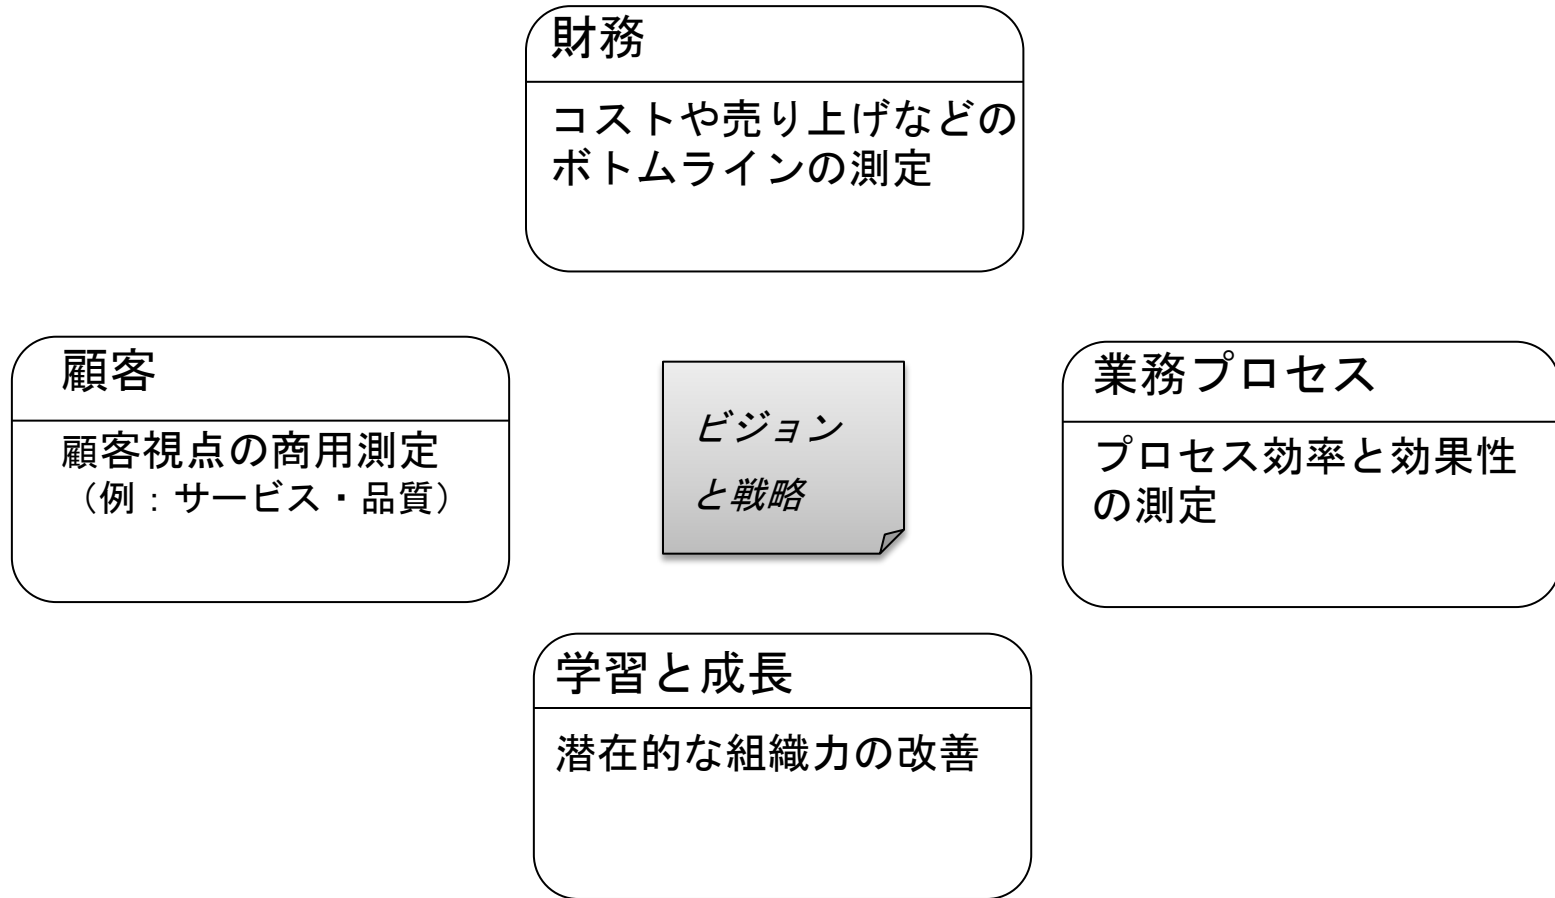 財務
コストや売り上げなどの
ボトムラインの測定
顧客
顧客視点の商用測定
（例：サービス・品質）
ビジョン
と戦略
業務プロセス
プロセス効率と効果性
の測定
学習と成長
潜在的な組織力の改善